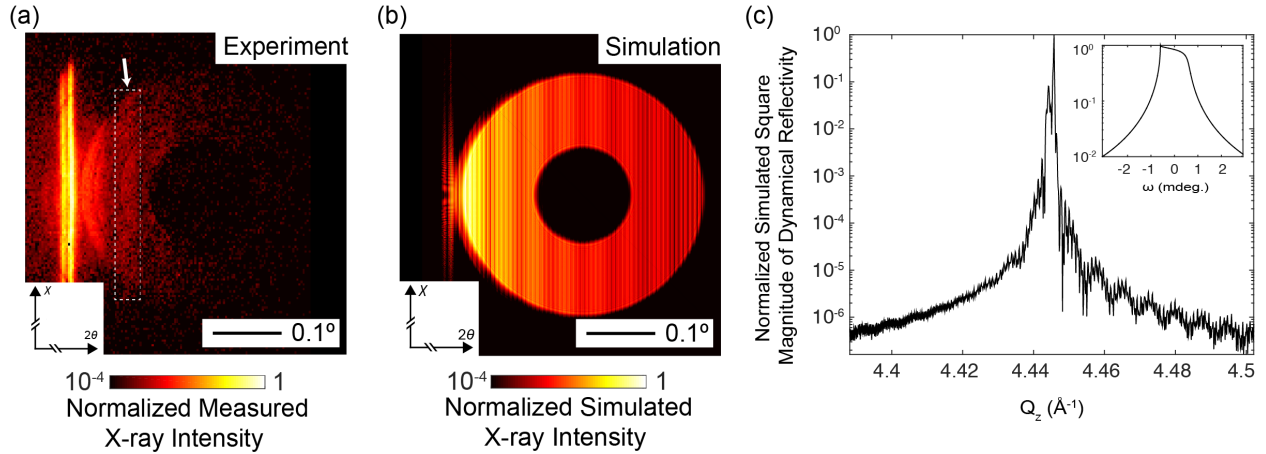 (a)
Experiment
X
2θ
0.1º
10⁻⁴
1
Normalized Measured
X-ray Intensity
(b)
Simulation
X
2θ
0.1º
10⁻⁴
1
Normalized Simulated
X-ray Intensity
(c)
Normalized Simulated Square
Magnitude of Dynamical Reflectivity
10⁰
10⁻¹
10⁻²
10⁻³
10⁻⁴
10⁻⁵
10⁻⁶
4.4
4.42
4.44
4.46
4.48
4.5
Q_z (Å⁻¹)
10⁰
10⁻¹
10⁻²
-2
-1
0
1
2
ω (mdeg.)